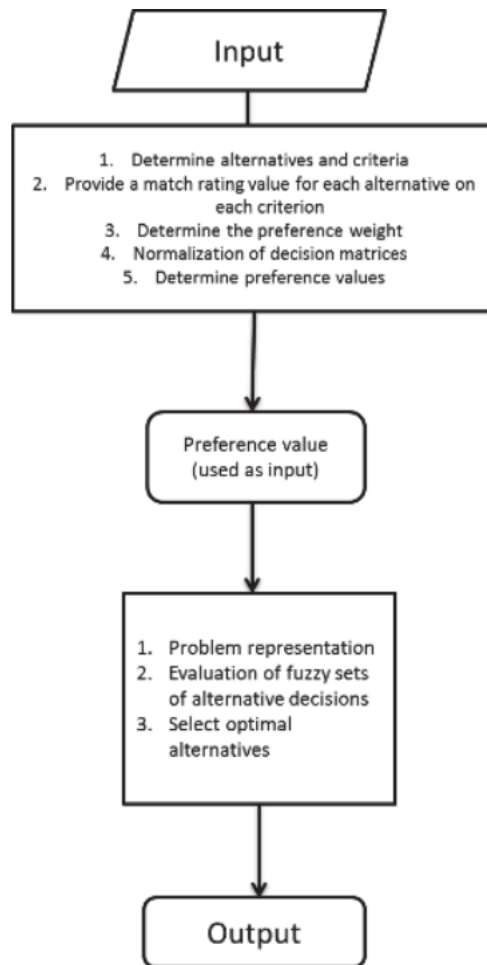 Input
1. Determine alternatives and criteria
2. Provide a match rating value for each alternative on
each criterion
3. Determine the preference weight
4. Normalization of decision matrices
5. Determine preference values
Preference value
(used as input)
1. Problem representation
2. Evaluation of fuzzy sets
of alternative decisions
3. Select optimal
alternatives
Output